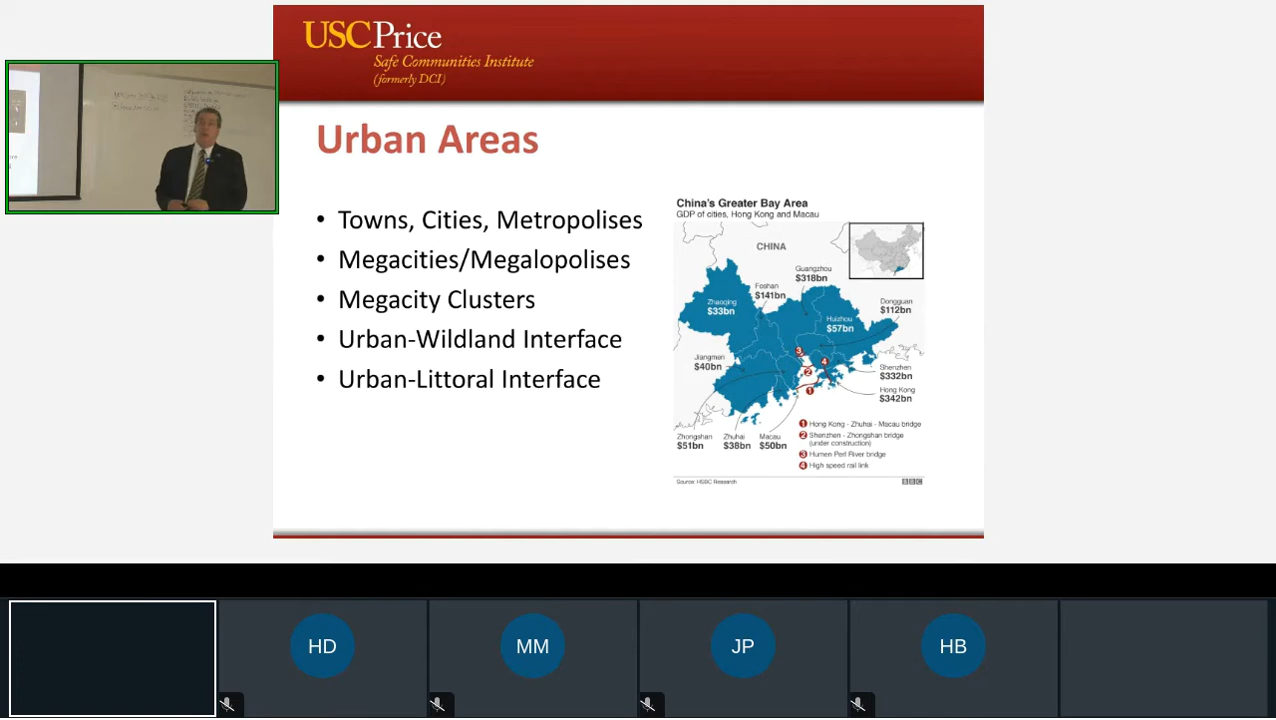 USC Price
Safe Communities Institute
(formerly DCI)
Urban Areas
• Towns, Cities, Metropolises
• Megacities/Megalopolises
• Megacity Clusters
• Urban-Wildland Interface
• Urban-Littoral Interface
China's Greater Bay Area
GDP of cities, Hong Kong and Macau
CHINA
Guangzhou
$318bn
Foshan
$141bn
Zhaoqing
$33bn
Dongguan
$112bn
Huizhou
$57bn
Jiangmen
$40bn
3
4
2
1
Shenzhen
$332bn
Hong Kong
$342bn
Zhongshan
$51bn
Zhuhai
$38bn
Macau
$50bn
1 Hong Kong - Zhuhai - Macau bridge
2 Shenzhen - Zhongshan bridge
(under construction)
3 Humen Perl River bridge
4 High speed rail link
Source: HSBC Research
BBC
HD
MM
JP
HB